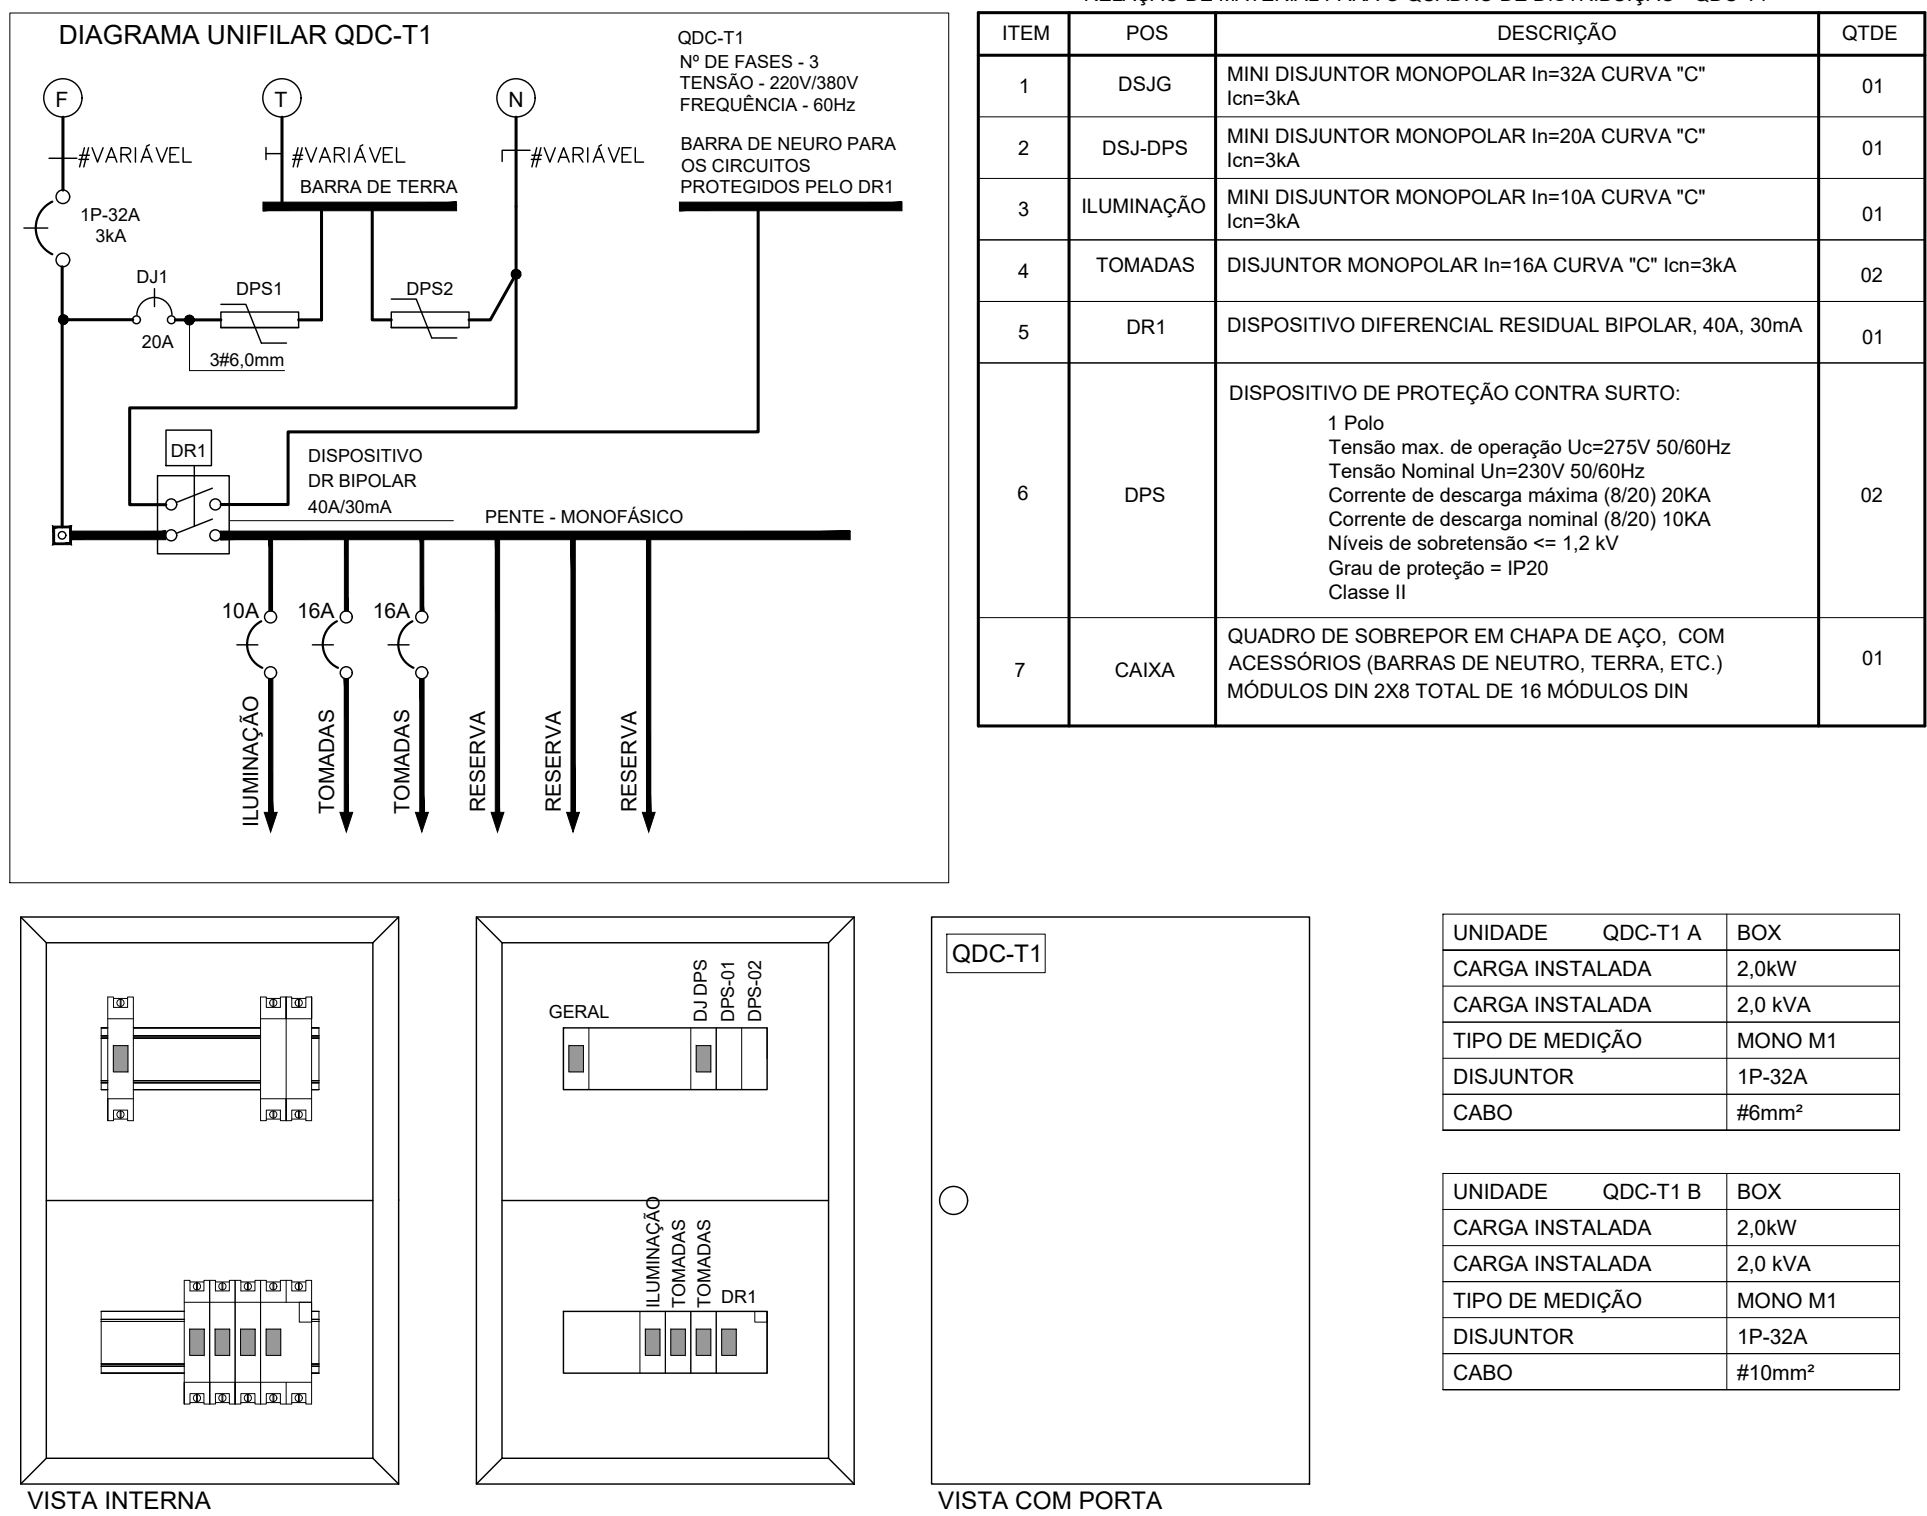 RELAÇÃO DE MATERIAL PARA O QUADRO DE DISTRIBUIÇÃO - QDC-T1
DIAGRAMA UNIFILAR QDC-T1
QDC-T1
Nº DE FASES - 3
TENSÃO - 220V/380V
FREQUÊNCIA - 60Hz
BARRA DE NEURO PARA
OS CIRCUITOS
PROTEGIDOS PELO DR1
F
T
N
#VARIÁVEL
#VARIÁVEL
#VARIÁVEL
BARRA DE TERRA
1P-32A
3kA
DJ1
20A
DPS1
DPS2
3#6,0mm
DR1
DISPOSITIVO
DR BIPOLAR
40A/30mA
PENTE - MONOFÁSICO
10A
16A
16A
ILUMINAÇÃO
TOMADAS
TOMADAS
RESERVA
RESERVA
RESERVA
ITEM POS DESCRIÇÃO QTDE
1 DSJG MINI DISJUNTOR MONOPOLAR In=32A CURVA "C" 01
Icn=3kA
2 DSJ-DPS MINI DISJUNTOR MONOPOLAR In=20A CURVA "C" 01
Icn=3kA
3 ILUMINAÇÃO MINI DISJUNTOR MONOPOLAR In=10A CURVA "C" 01
Icn=3kA
4 TOMADAS DISJUNTOR MONOPOLAR In=16A CURVA "C" Icn=3kA 02
5 DR1 DISPOSITIVO DIFERENCIAL RESIDUAL BIPOLAR, 40A, 30mA 01
6 DPS DISPOSITIVO DE PROTEÇÃO CONTRA SURTO: 02
1 Polo
Tensão max. de operação Uc=275V 50/60Hz
Tensão Nominal Un=230V 50/60Hz
Corrente de descarga máxima (8/20) 20KA
Corrente de descarga nominal (8/20) 10KA
Níveis de sobretensão <= 1,2 kV
Grau de proteção = IP20
Classe II
7 CAIXA QUADRO DE SOBREPOR EM CHAPA DE AÇO, COM 01
ACESSÓRIOS (BARRAS DE NEUTRO, TERRA, ETC.)
MÓDULOS DIN 2X8 TOTAL DE 16 MÓDULOS DIN
VISTA INTERNA
GERAL
DJ DPS
DPS-01
DPS-02
ILUMINAÇÃO
TOMADAS
TOMADAS
DR1
QDC-T1
VISTA COM PORTA
UNIDADE QDC-T1 A BOX
CARGA INSTALADA 2,0kW
CARGA INSTALADA 2,0 kVA
TIPO DE MEDIÇÃO MONO M1
DISJUNTOR 1P-32A
CABO #6mm²
UNIDADE QDC-T1 B BOX
CARGA INSTALADA 2,0kW
CARGA INSTALADA 2,0 kVA
TIPO DE MEDIÇÃO MONO M1
DISJUNTOR 1P-32A
CABO #10mm²